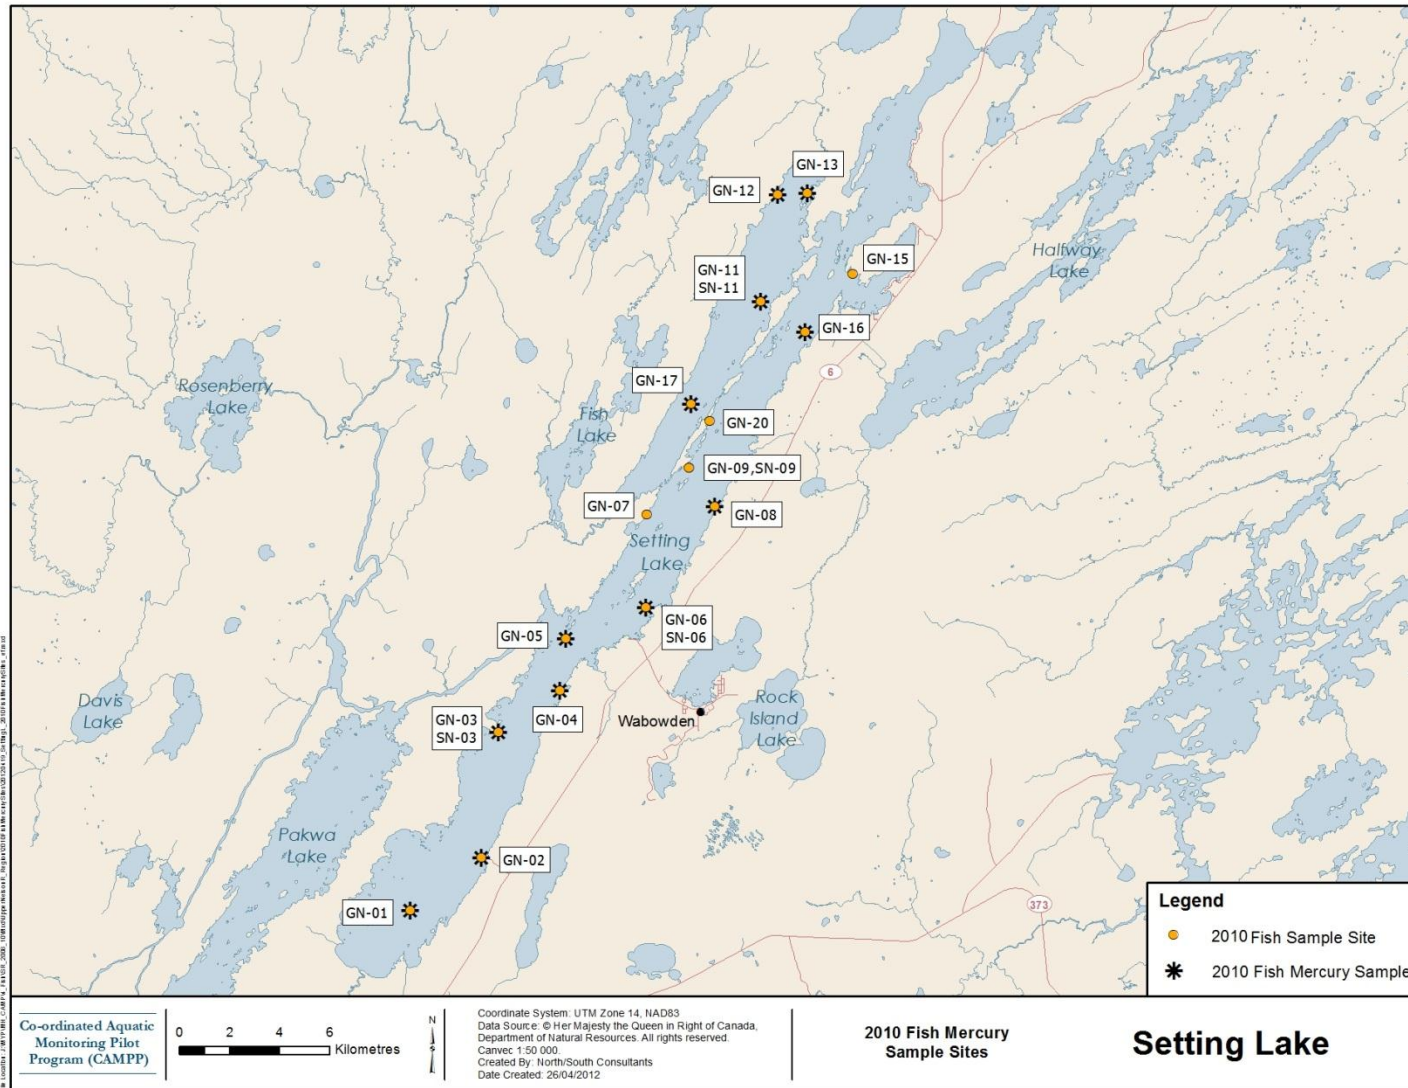 GN-13
GN-12
GN-15
Halfway
Lake
GN-11
SN-11
GN-16
6
GN-17
Rosenberry
Lake
Fish
Lake
GN-20
GN-09,SN-09
GN-07
GN-08
Setting
Lake
GN-06
SN-06
GN-05
Davis
Lake
Rock
Island
Lake
GN-04
Wabowden
GN-03
SN-03
Pakwa
Lake
GN-02
GN-01
373
Legend
2010 Fish Sample Site
2010 Fish Mercury Sample
Co-ordinated Aquatic
Monitoring Pilot
Program (CAMPP)
0 2 4 6
Kilometres
N
Coordinate System: UTM Zone 14, NAD83
Data Source: © Her Majesty the Queen in Right of Canada,
Department of Natural Resources. All rights reserved.
Canvec 1:50 000.
Created By: North/South Consultants
Date Created: 26/04/2012
2010 Fish Mercury
Sample Sites
Setting Lake